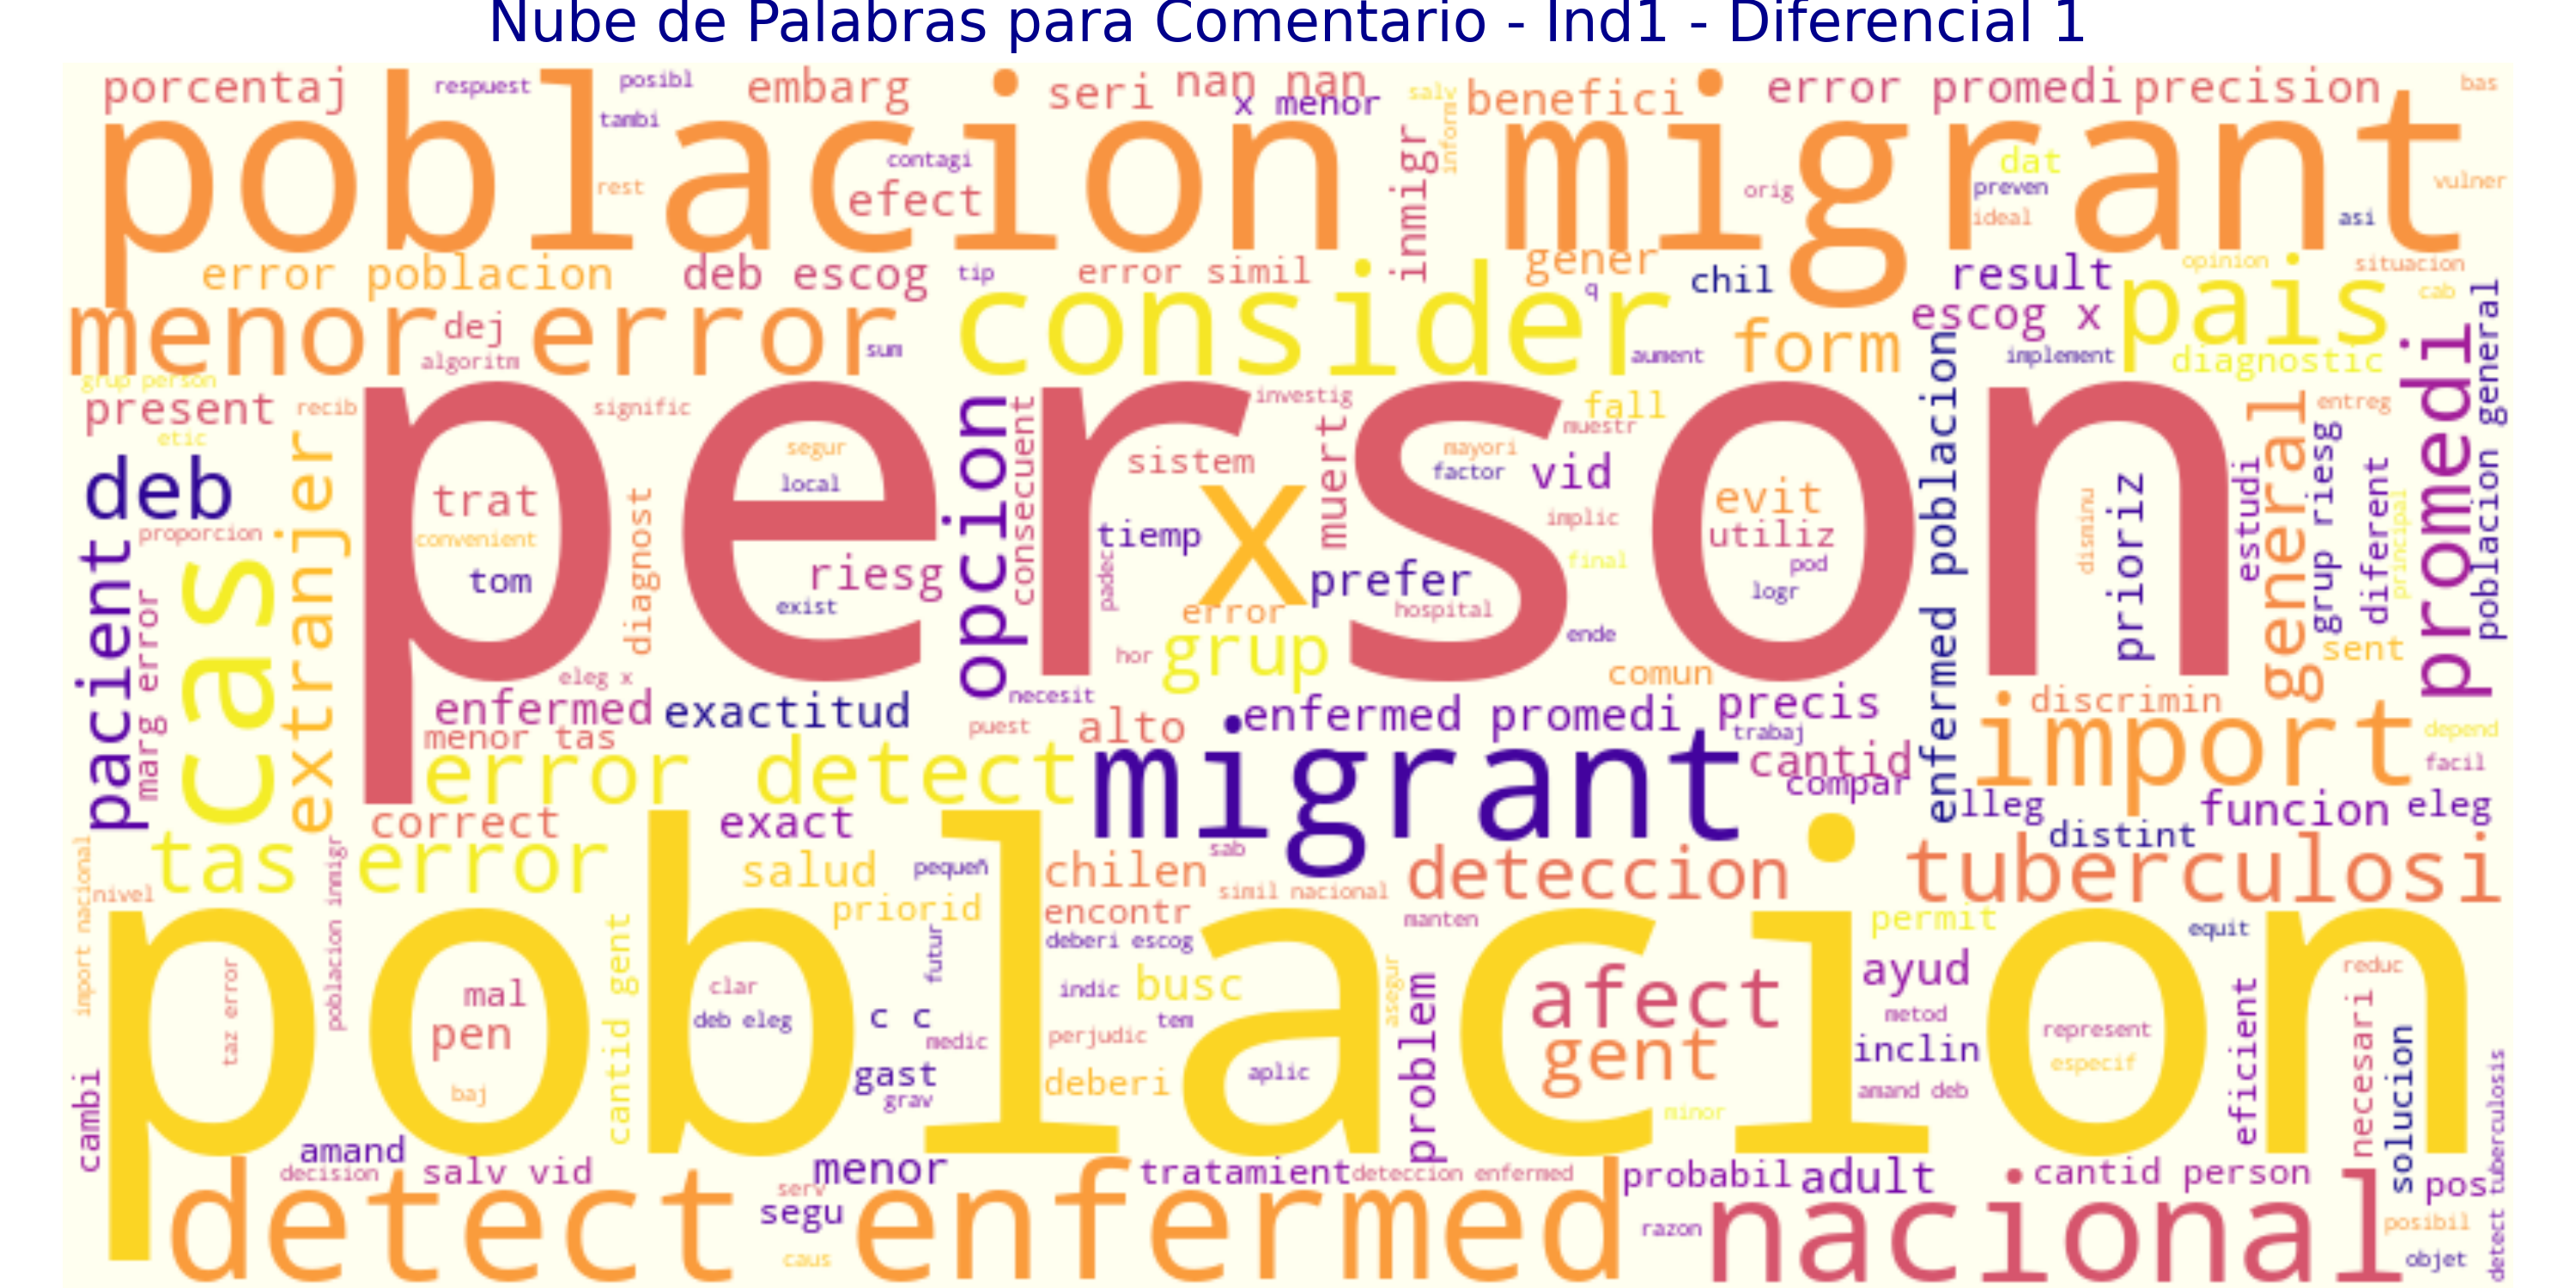 Nube de Palabras para Comentario - Ind1 - Diferencial 1
porcentaj
respuest
posibl
embarg
seri
nan nan
x menor
salv
benefici
error promedi
precision
bas
tambi
poblacion migrant
contagi
rest
efect
inmigr
inform
orig
dat
preven
ideal
asi
vulner
error poblacion
deb escog
tip
error simil
gener
q
chil
result
opinion
situacion
cab
menor error
dej
algoritm
sum
consider
aument
form
escog x
implement
pais
diagnostic
promedi
poblacion general
grup person
present
recib
etic
signific
person
investig
fall
muestr
entreg
deb
segur
local
opcion
consecuent
sistem
muert
mayori
factor
vid
evit
utiliz
enfermed poblacion
general
grup riesg
diferent
principal
estudi
prioriz
disminu
trat
convenient
tom
diagnost
proporcion
pacient
marg error
cas
extranjer
riesg
exist
tiemp
x
padec
prefer
implic
final
pod
logr
error
hospital
ende
grup
hor
comun
sent
eleg x
enfermed
exactitud
necesit
puest
alto
enfermed promedi
precis
trabaj
discrimin
import
depend
facil
menor tas
error detect
migrant
cantid
compar
lleg
funcion
eleg
distint
correct
exact
tas error
salud
pequeñ
chilen
sab
simil nacional
deteccion
tuberculosi
import nacional
nivel
poblacion inmigr
priorid
encontr
manten
permit
equit
poblacion
taz error
mal
pen
baj
cantid gent
clar
deb eleg
futur
c c
medic
deberi escog
indic
busc
tem
perjudic
asegur
aplic
problem
afect
gent
ayud
metod
inclin
amand deb
represent
especif
eficient
reduc
necesari
solucion
detect tuberculosis
cambi
gast
grav
deberi
minor
amand
decision
salv vid
serv
menor
tratamient
deteccion enfermed
probabil
adult
cantid person
pos
detect enfermed
segu
caus
razon
nacional
posibil
objet